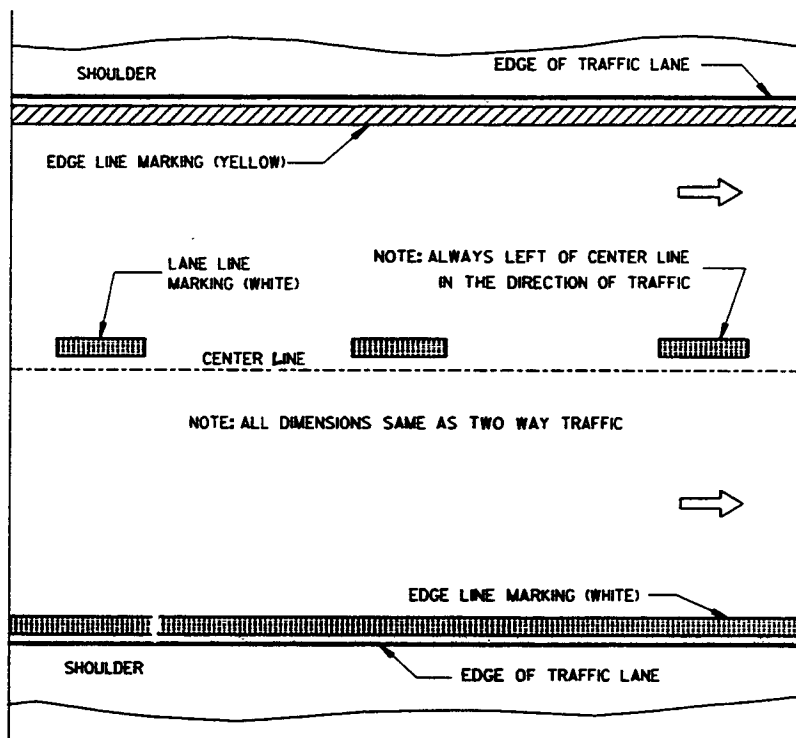 SHOULDER
EDGE OF TRAFFIC LANE
EDGE LINE MARKING (YELLOW)
LANE LINE
MARKING (WHITE)
NOTE: ALWAYS LEFT OF CENTER LINE
IN THE DIRECTION OF TRAFFIC
CENTER LINE
NOTE: ALL DIMENSIONS SAME AS TWO WAY TRAFFIC
EDGE LINE MARKING (WHITE)
SHOULDER
EDGE OF TRAFFIC LANE